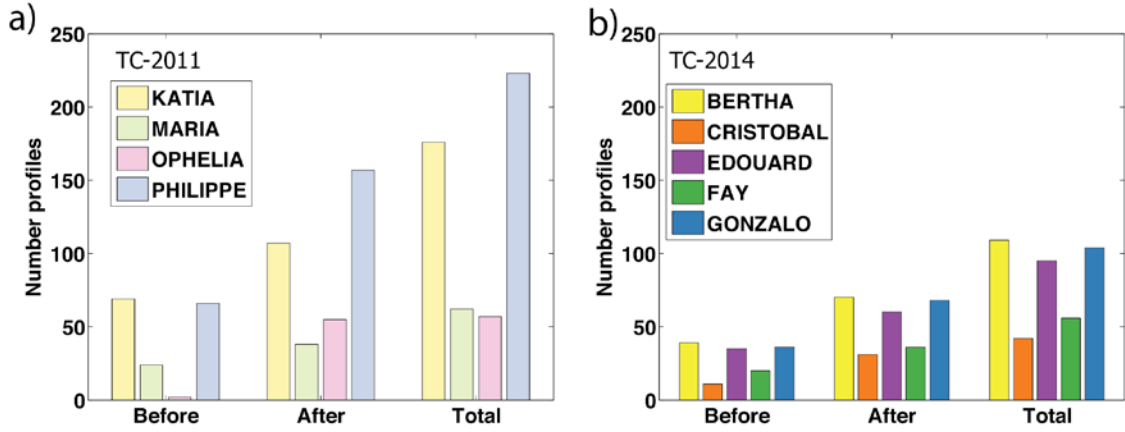 a)
TC-2011
KATIA
MARIA
OPHELIA
PHILIPPE
Number profiles
250
200
150
100
50
0
Before After Total
b)
TC-2014
BERTHA
CRISTOBAL
EDOUARD
FAY
GONZALO
Number profiles
250
200
150
100
50
0
Before After Total